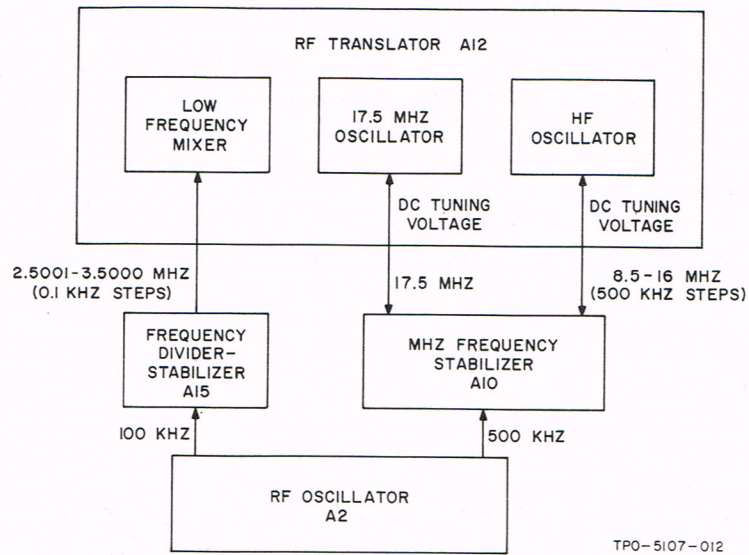 RF TRANSLATOR A12
LOW
FREQUENCY
MIXER
17.5 MHZ
OSCILLATOR
HF
OSCILLATOR
DC TUNING
VOLTAGE
DC TUNING
VOLTAGE
2.5001-3.5000 MHZ
(0.1 KHZ STEPS)
17.5 MHZ
8.5-16 MHZ
(500 KHZ STEPS)
FREQUENCY
DIVIDER-
STABILIZER
A15
MHZ FREQUENCY
STABILIZER
A10
100 KHZ
500 KHZ
RF OSCILLATOR
A2
TPO-5107-012